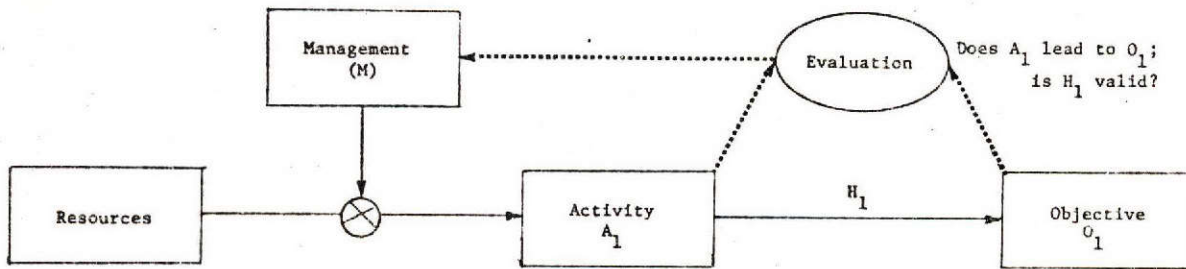 Management
(M)
Evaluation
Does A1 lead to O1;
is H1 valid?
Resources
Activity
A1
H1
Objective
O1